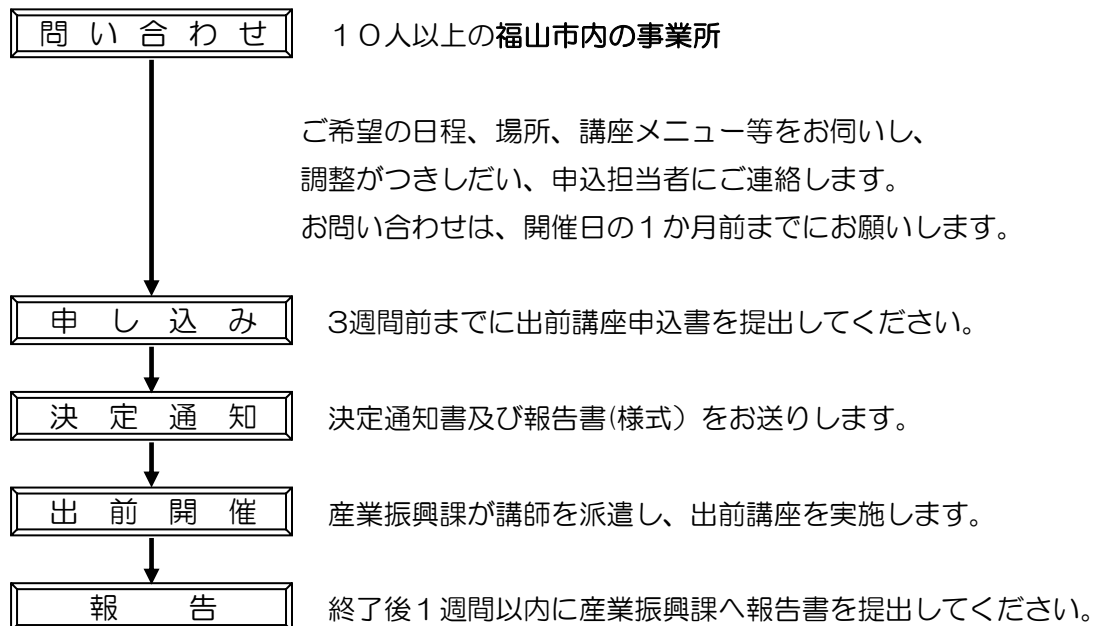 問い合わせ １０人以上の福山市内の事業所
ご希望の日程、場所、講座メニュー等をお伺いし、
調整がつきしだい、申込担当者にご連絡します。
お問い合わせは、開催日の１か月前までにお願いします。
申し込み 3週間前までに出前講座申込書を提出してください。
決定通知 決定通知書及び報告書(様式）をお送りします。
出前開催 産業振興課が講師を派遣し、出前講座を実施します。
報告 終了後１週間以内に産業振興課へ報告書を提出してください。